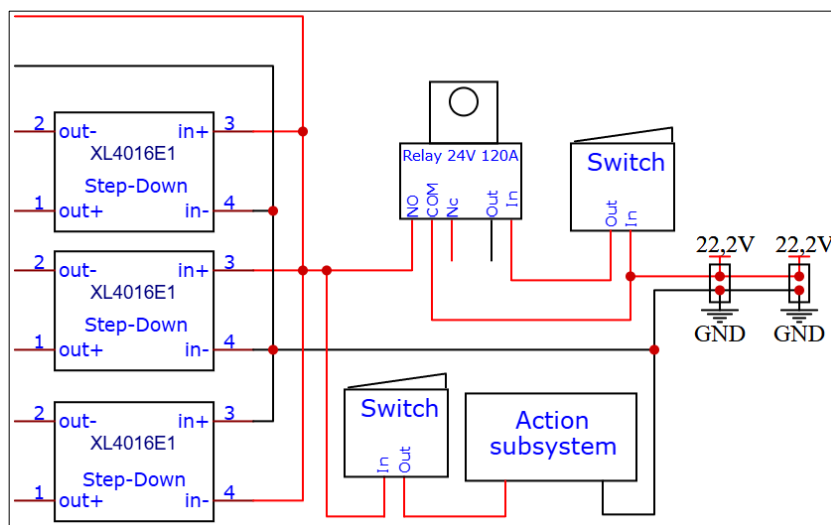 2 out- in+ 3
XL4016E1
Step-Down
1 out+ in- 4
2 out- in+ 3
XL4016E1
Step-Down
1 out+ in- 4
2 out- in+ 3
XL4016E1
Step-Down
1 out+ in- 4
Relay 24V 120A
NO COM Nc Out In
Switch
Out In
22,2V 22,2V
GND GND
Switch
In Out
Action
subsystem